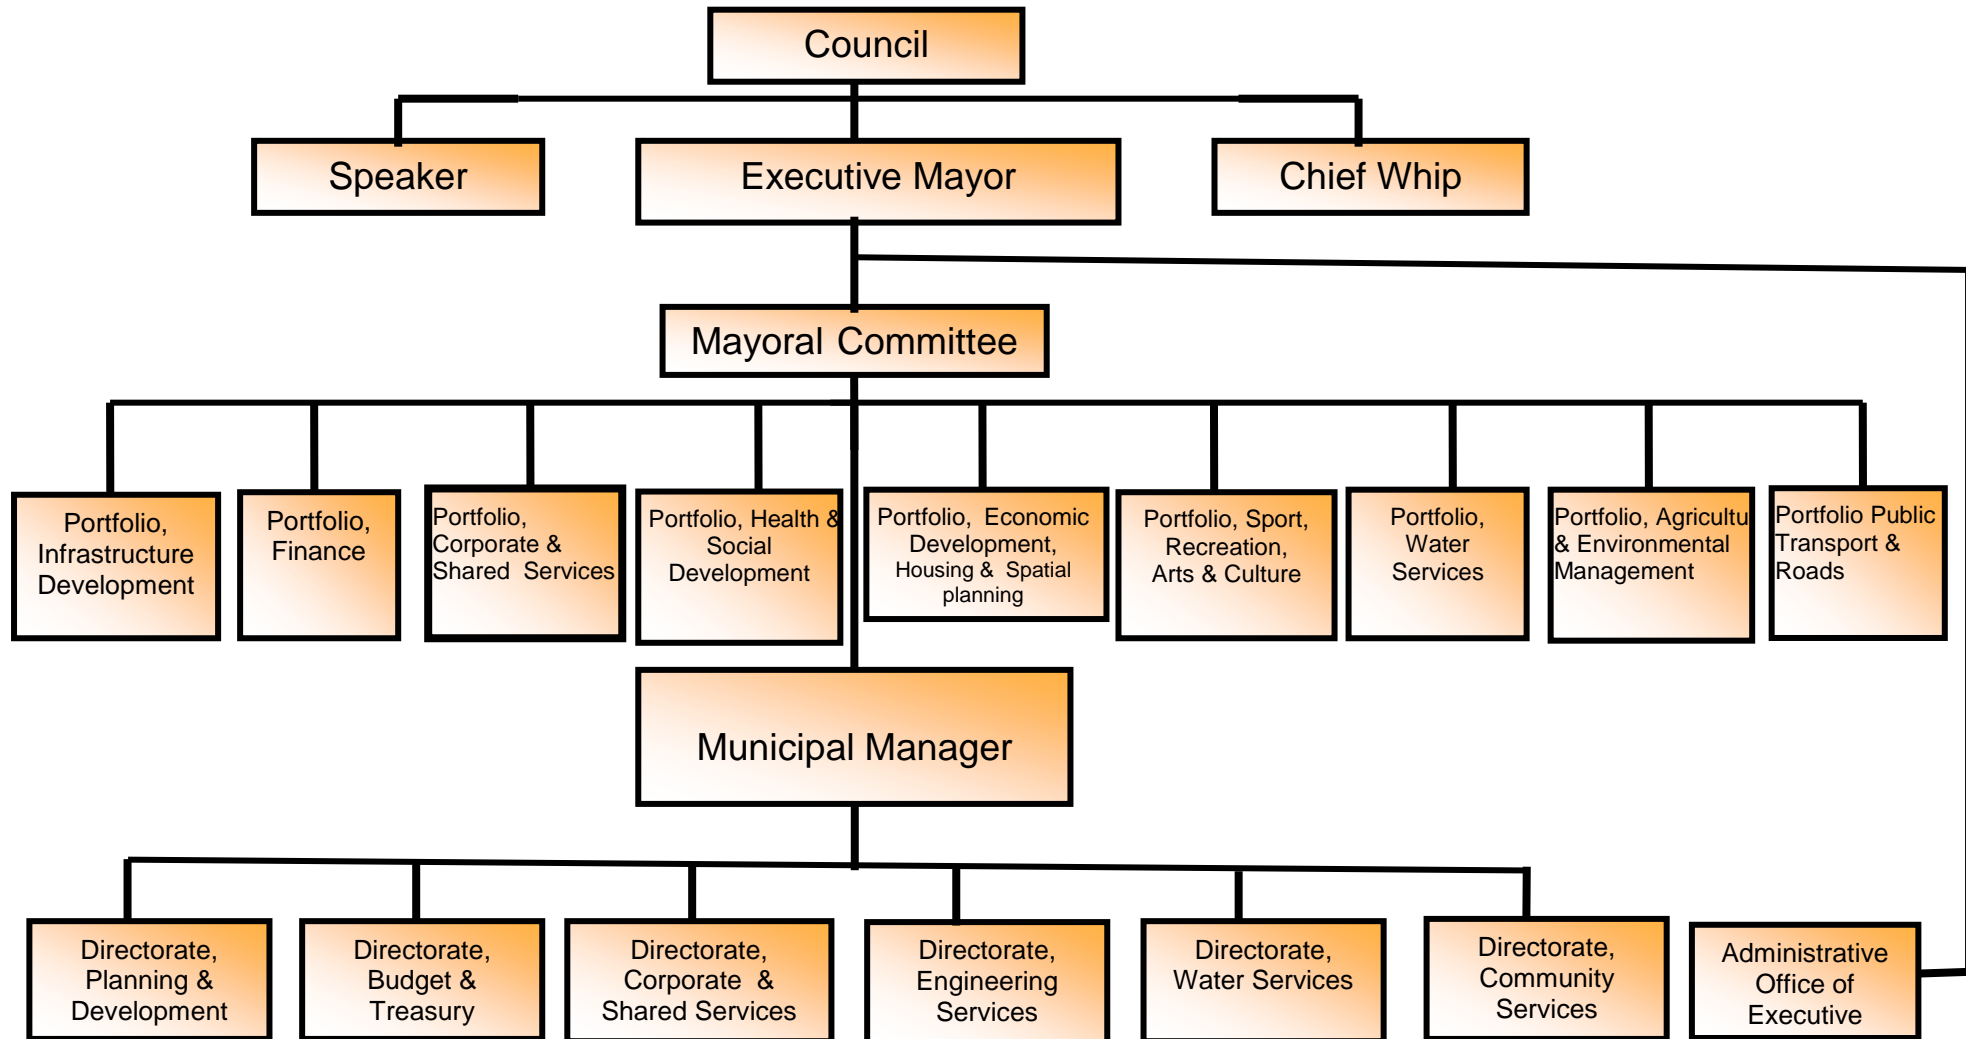 Council
Speaker
Executive Mayor
Chief Whip
Mayoral Committee
Portfolio,
Infrastructure
Development
Portfolio,
Finance
Portfolio,
Corporate &
Shared Services
Portfolio, Health &
Social
Development
Portfolio, Economic
Development,
Housing & Spatial
planning
Portfolio, Sport,
Recreation,
Arts & Culture
Portfolio,
Water
Services
Portfolio, Agricultu
& Environmental
Management
Portfolio Public
Transport &
Roads
Municipal Manager
Directorate,
Planning &
Development
Directorate,
Budget &
Treasury
Directorate,
Corporate &
Shared Services
Directorate,
Engineering
Services
Directorate,
Water Services
Directorate,
Community
Services
Administrative
Office of
Executive